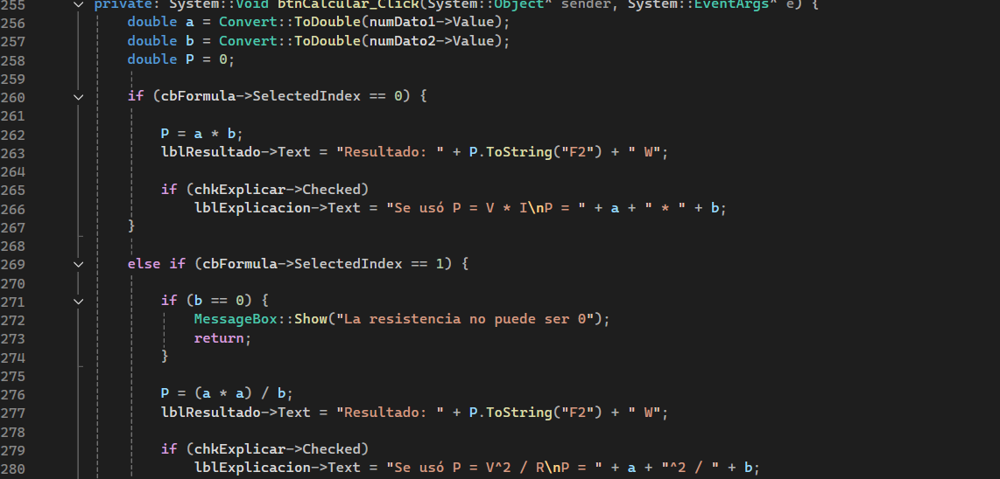 255 private: System::Void btnCalcular_Click(System::Object^ sender, System::EventArgs^ e) {
256 double a = Convert::ToDouble(numDato1->Value);
257 double b = Convert::ToDouble(numDato2->Value);
258 double P = 0;
259
260 if (cbFormula->SelectedIndex == 0) {
261
262 P = a * b;
263 lblResultado->Text = "Resultado: " + P.ToString("F2") + " W";
264
265 if (chkExplicar->Checked)
266 lblExplicacion->Text = "Se usó P = V * I\nP = " + a + " * " + b;
267 }
268
269 else if (cbFormula->SelectedIndex == 1) {
270
271 if (b == 0) {
272 MessageBox::Show("La resistencia no puede ser 0");
273 return;
274 }
275
276 P = (a * a) / b;
277 lblResultado->Text = "Resultado: " + P.ToString("F2") + " W";
278
279 if (chkExplicar->Checked)
280 lblExplicacion->Text = "Se usó P = V^2 / R\nP = " + a + "^2 / " + b;